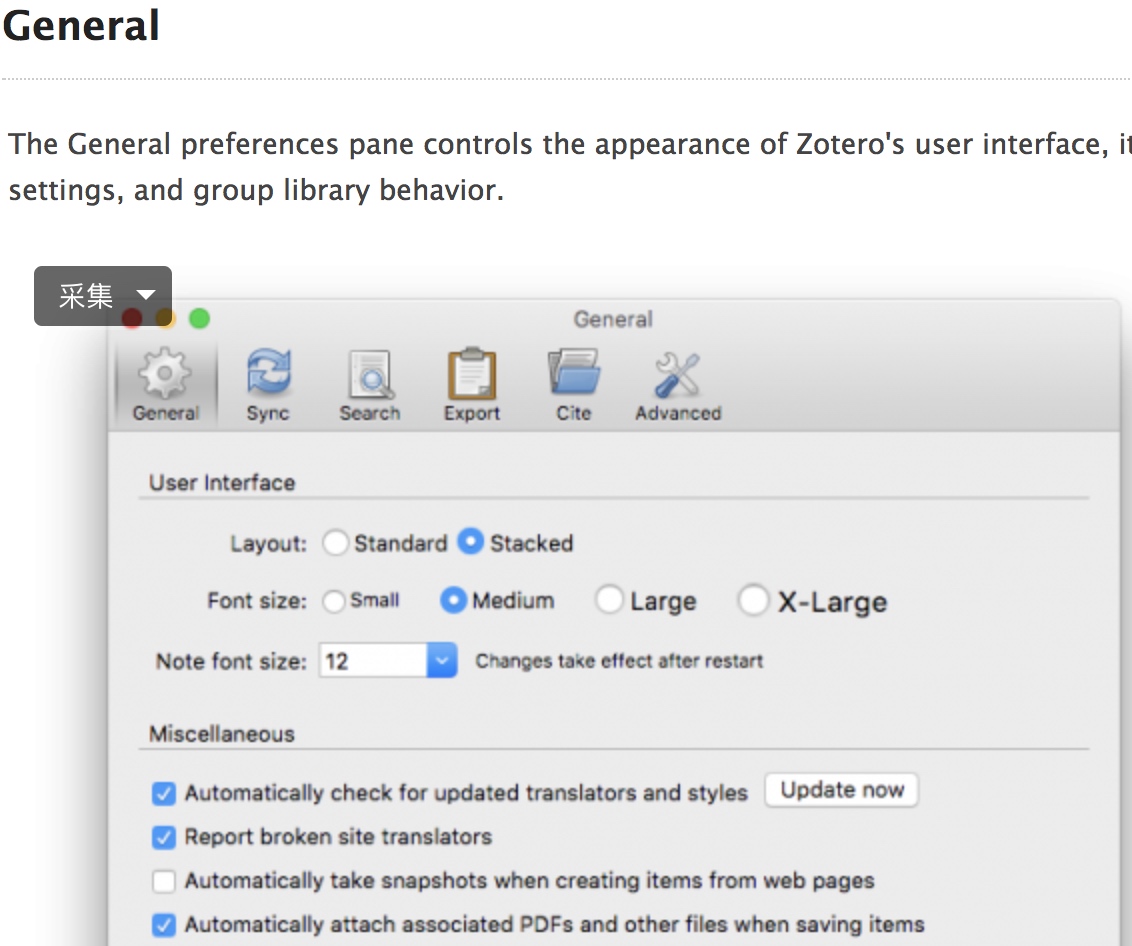 General
The General preferences pane controls the appearance of Zotero's user interface,
settings, and group library behavior.
采集
General
General Sync Search Export Cite Advanced
User Interface
Layout: Standard Stacked
Font size: Small Medium Large X-Large
Note font size: 12 Changes take effect after restart
Miscellaneous
Automatically check for updated translators and styles Update now
Report broken site translators
Automatically take snapshots when creating items from web pages
Automatically attach associated PDFs and other files when saving items